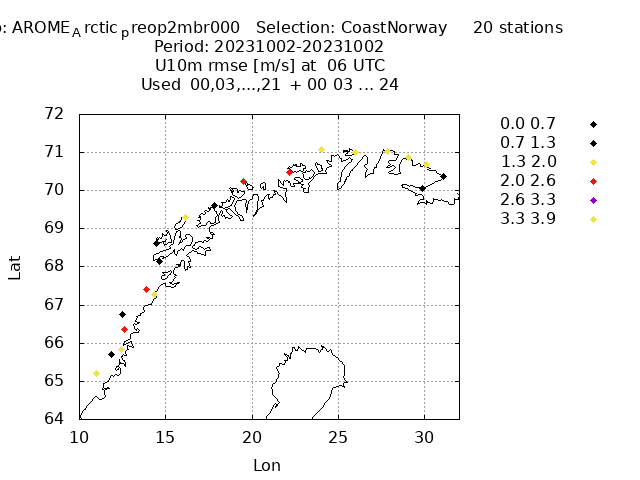 : AROME A rctic p reop2mbr000 Selection: CoastNorway 20 stations
Period: 20231002-20231002
U10m rmse [m/s] at 06 UTC
Used 00,03,...,21 + 00 03 ... 24
72
71
70
69
68
67
66
65
64
10 15 20 25 30
Lat
Lon
0.0 0.7
0.7 1.3
1.3 2.0
2.0 2.6
2.6 3.3
3.3 3.9